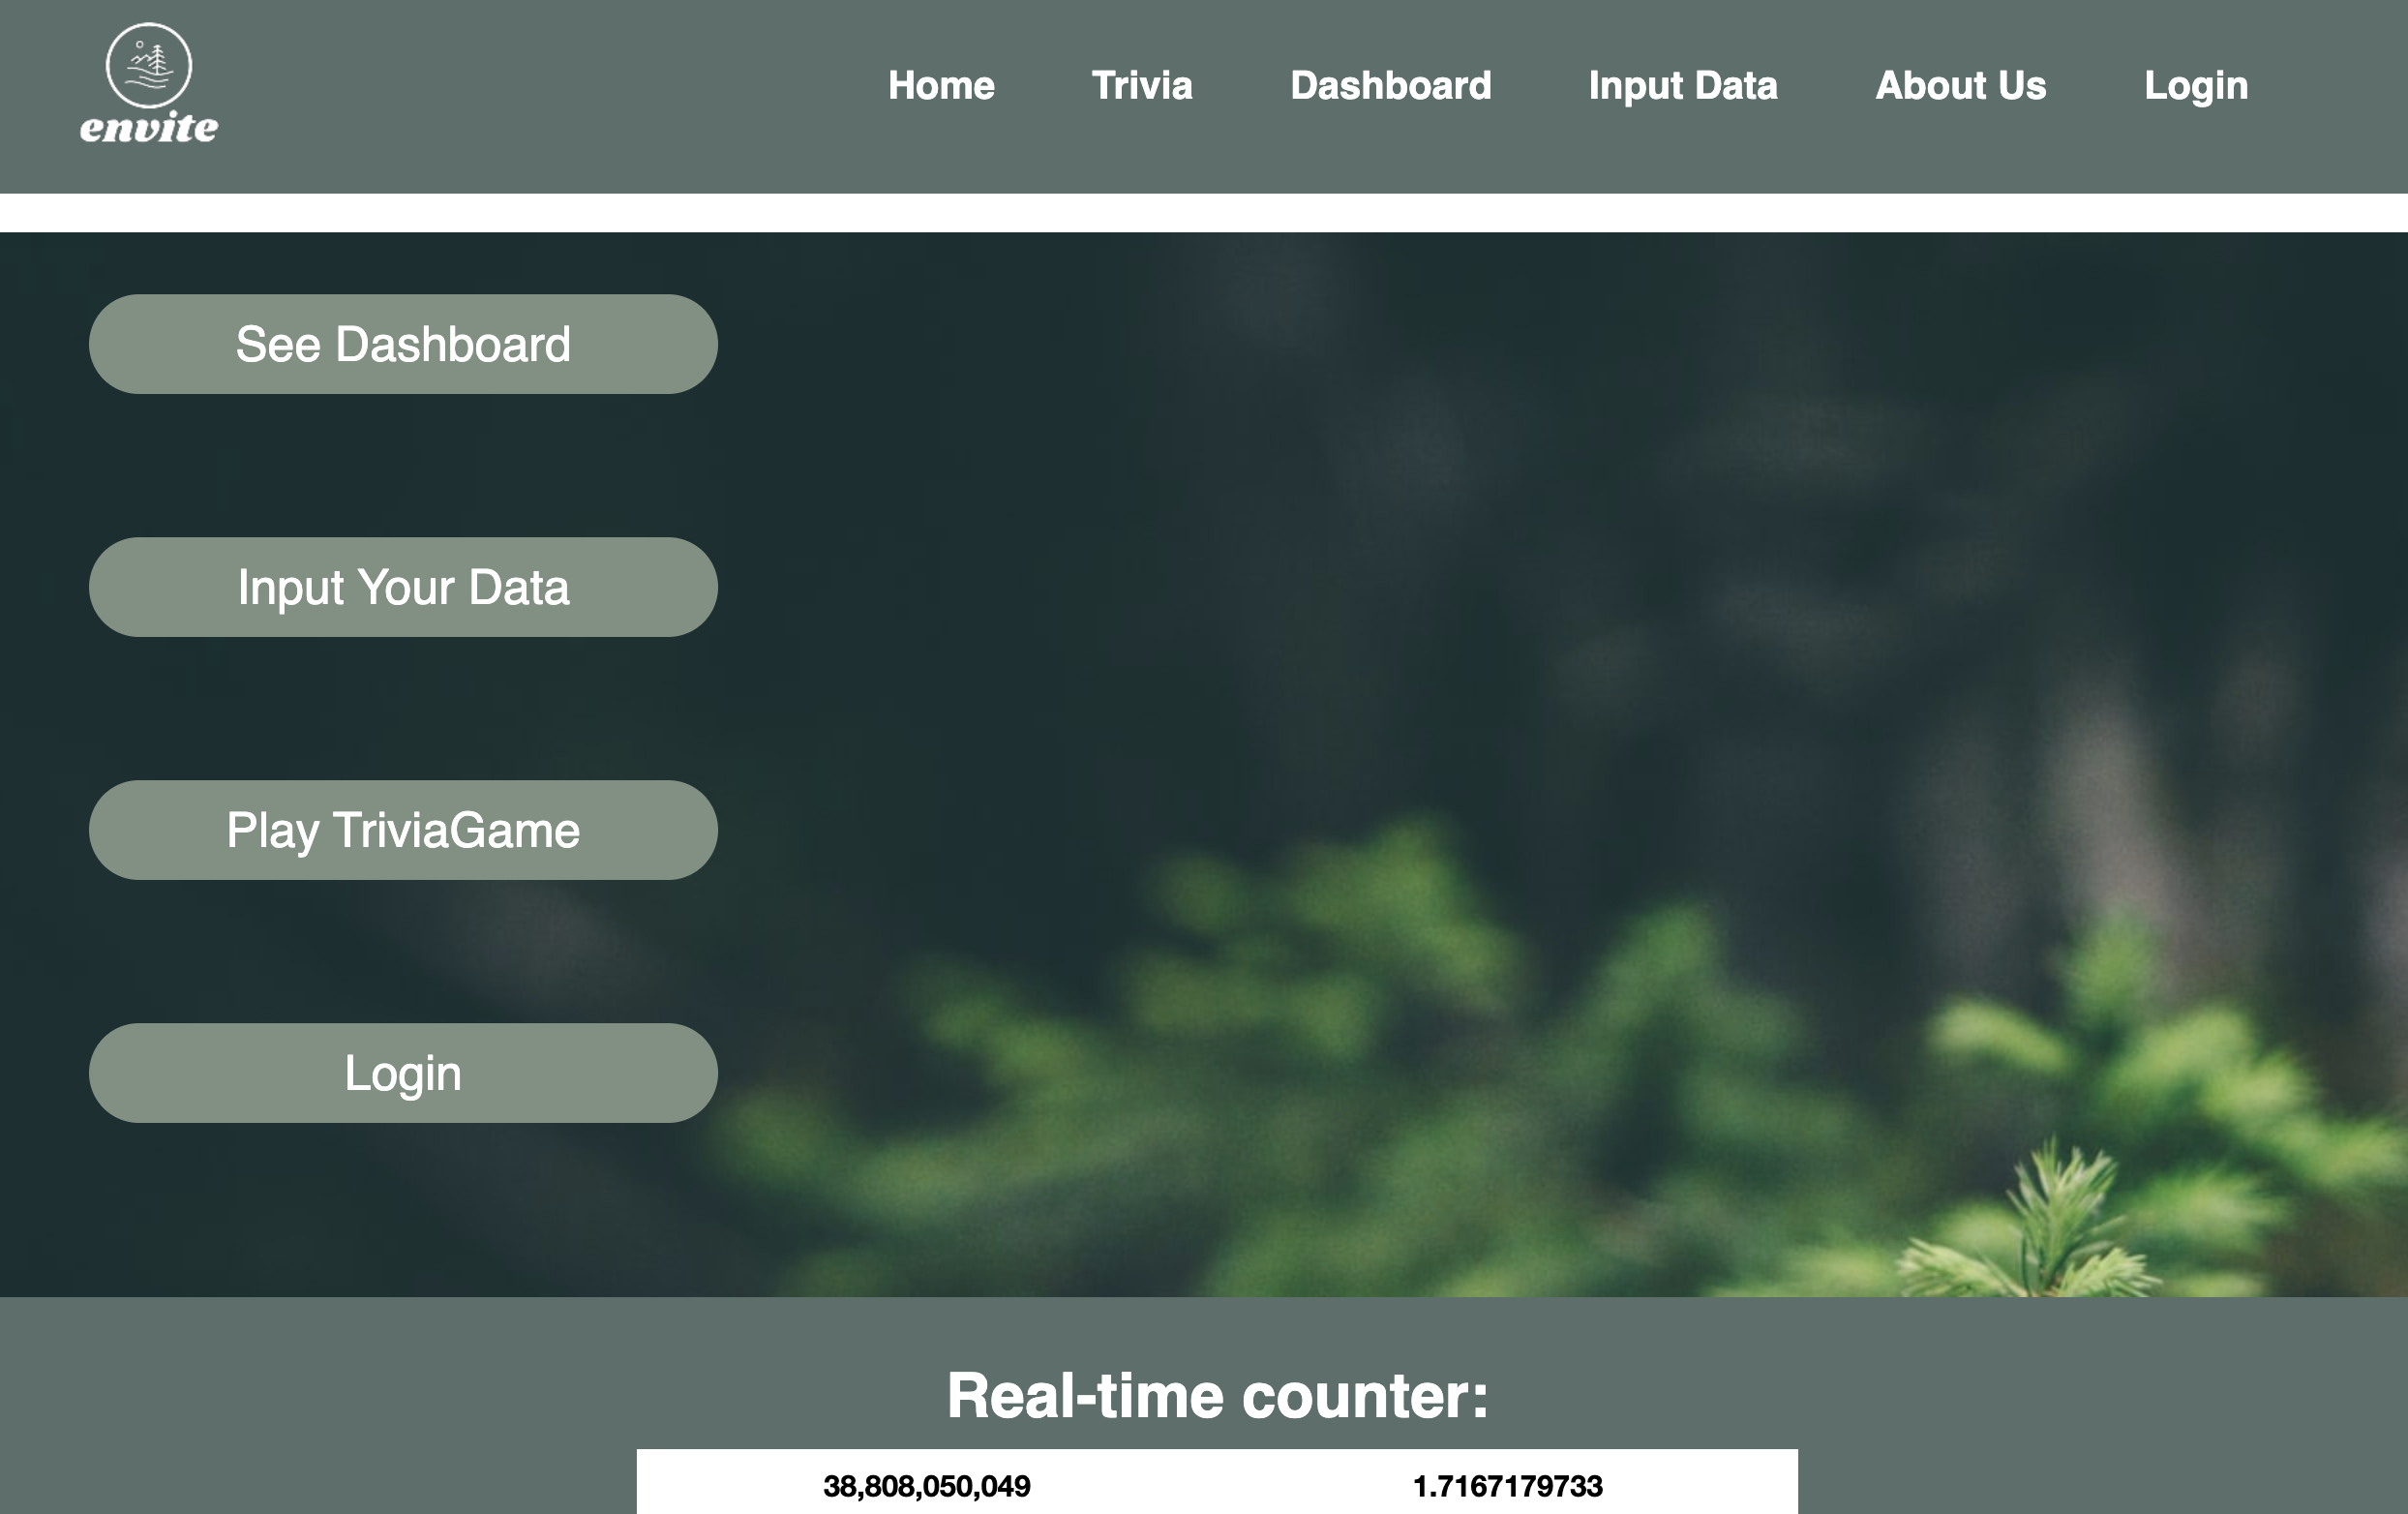 envite
Home Trivia Dashboard Input Data About Us Login
See Dashboard
Input Your Data
Play TriviaGame
Login
Real-time counter:
38,808,050,049 1.7167179733